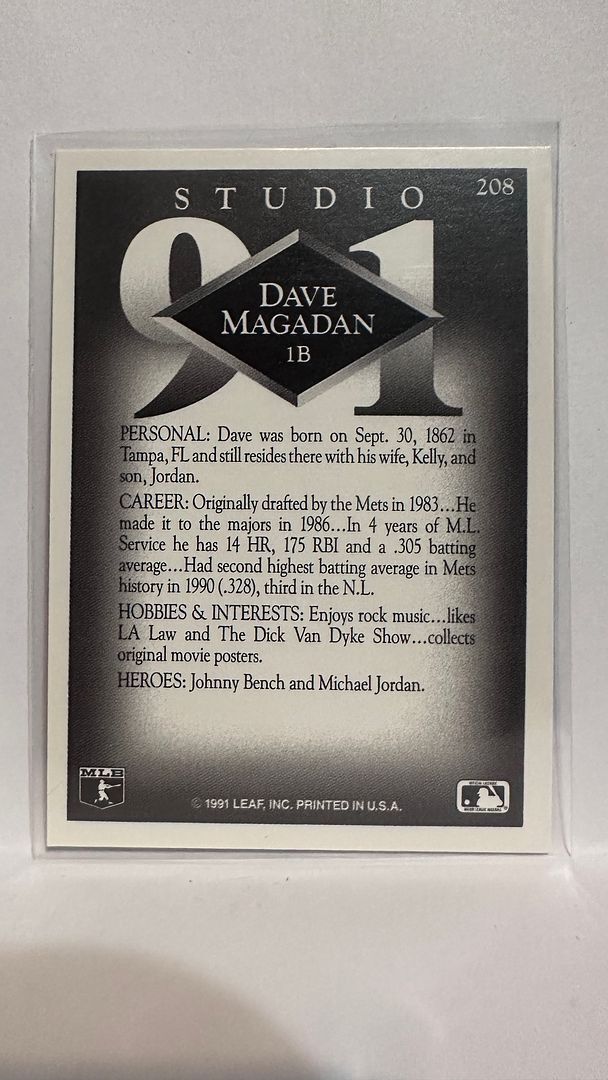 STUDIO
208
91
DAVE
MAGADAN
1B
PERSONAL: Dave was born on Sept. 30, 1862 in
Tampa, FL and still resides there with his wife, Kelly, and
son, Jordan.
CAREER: Originally drafted by the Mets in 1983...He
made it to the majors in 1986...In 4 years of M.L.
Service he has 14 HR, 175 RBI and a .305 batting
average...Had second highest batting average in Mets
history in 1990 (.328), third in the N.L.
HOBBIES & INTERESTS: Enjoys rock music...likes
LA Law and The Dick Van Dyke Show...collects
original movie posters.
HEROES: Johnny Bench and Michael Jordan.
MLB
© 1991 LEAF, INC. PRINTED IN U.S.A.